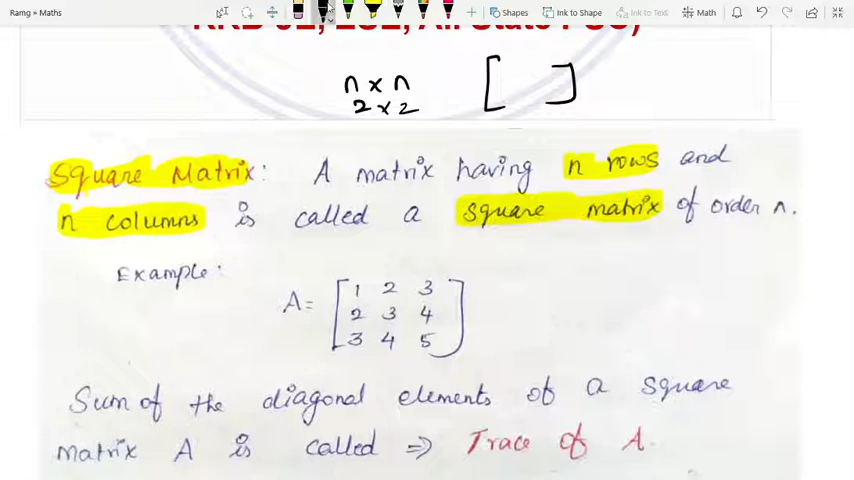 Ramg = Maths
Shapes
Ink to Shape
Ink to Text
Math
Undo
Replay
n x n
2 x 2
[ ]
Square Matrix: A matrix having n rows and
n columns is called a square matrix of order n.
Example:
A= [1 2 3
2 3 4
3 4 5]
Sum of the diagonal elements of a square
matrix A is called ⇒ Trace of A.